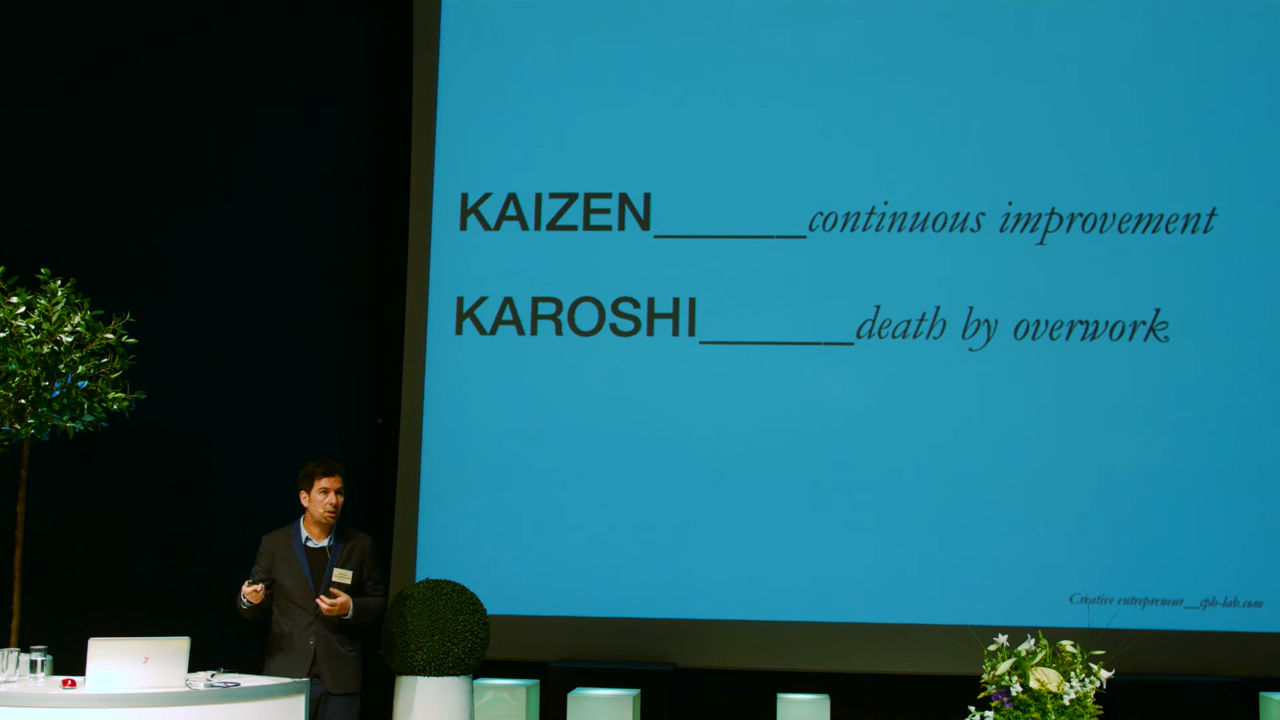 KAIZEN______continuous improvement
KAROSHI______death by overwork
Creative entrepreneur__cpb-lab.com